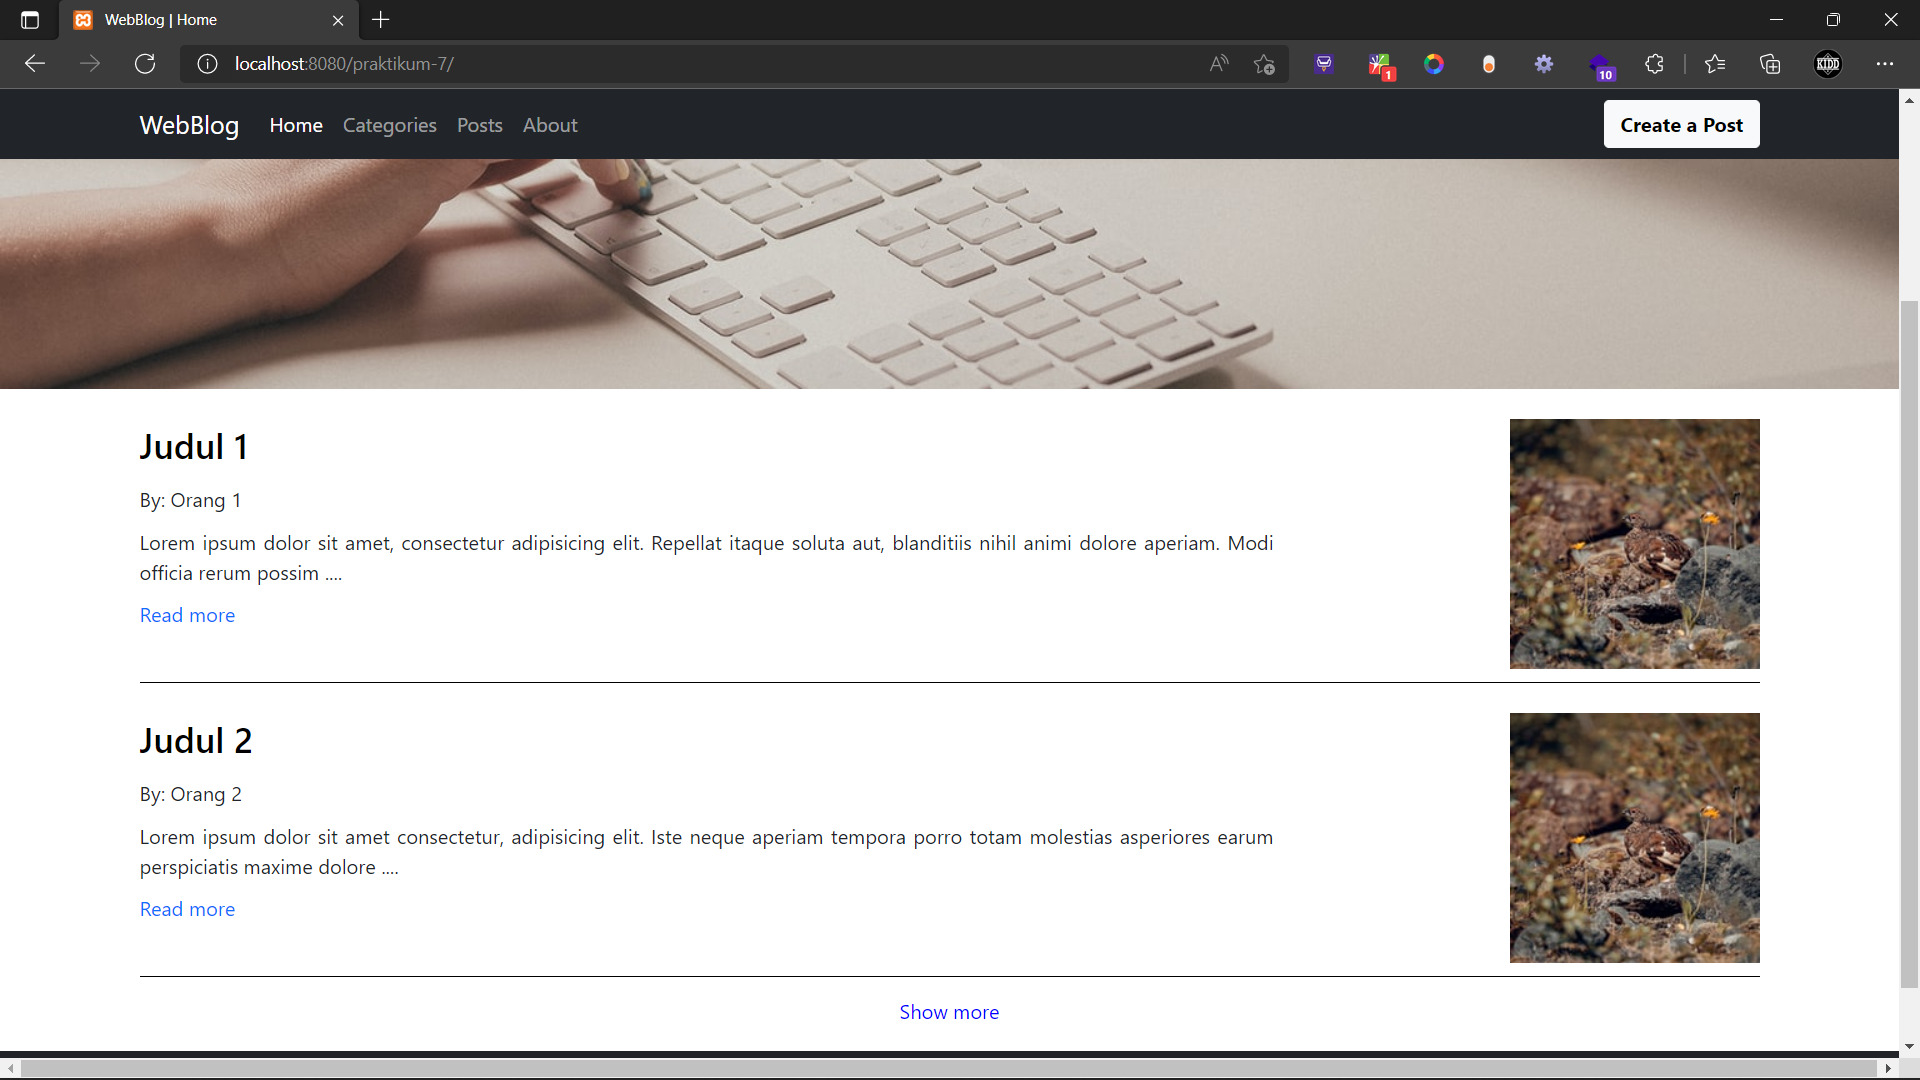 WebBlog | Home
localhost:8080/praktikum-7/
1
10
KIDD
WebBlog Home Categories Posts About Create a Post
Judul 1
By: Orang 1
Lorem ipsum dolor sit amet, consectetur adipisicing elit. Repellat itaque soluta aut, blanditiis nihil animi dolore aperiam. Modi
officia rerum possim ....
Read more
Judul 2
By: Orang 2
Lorem ipsum dolor sit amet consectetur, adipisicing elit. Iste neque aperiam tempora porro totam molestias asperiores earum
perspiciatis maxime dolore ....
Read more
Show more